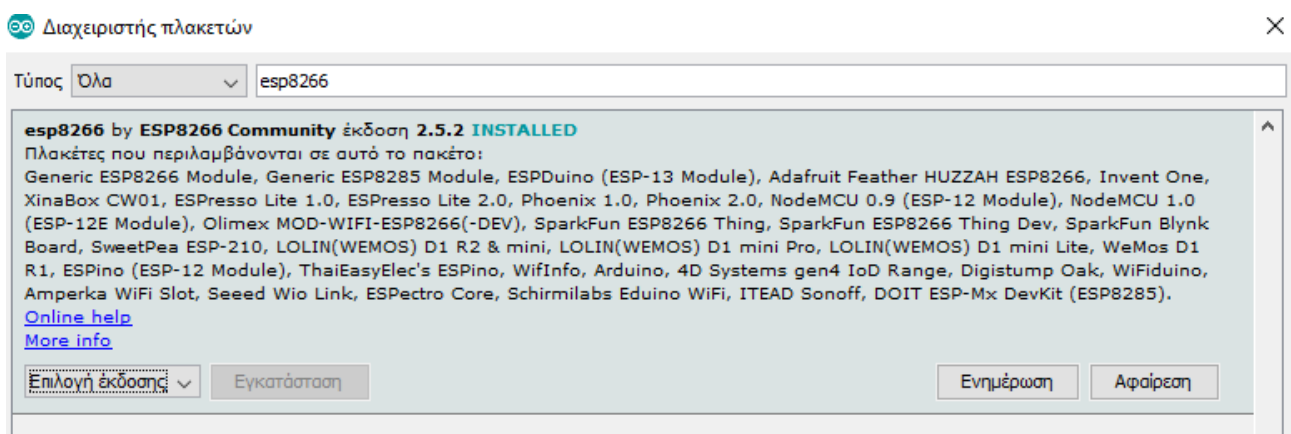 Διαχειριστής πλακετών
Τύπος Όλα esp8266
esp8266 by ESP8266 Community έκδοση 2.5.2 INSTALLED
Πλακέτες που περιλαμβάνονται σε αυτό το πακέτο:
Generic ESP8266 Module, Generic ESP8285 Module, ESPDuino (ESP-13 Module), Adafruit Feather HUZZAH ESP8266, Invent One,
XinaBox CW01, ESPresso Lite 1.0, ESPresso Lite 2.0, Phoenix 1.0, Phoenix 2.0, NodeMCU 0.9 (ESP-12 Module), NodeMCU 1.0
(ESP-12E Module), Olimex MOD-WIFI-ESP8266(-DEV), SparkFun ESP8266 Thing, SparkFun ESP8266 Thing Dev, SparkFun Blynk
Board, SweetPea ESP-210, LOLIN(WEMOS) D1 R2 & mini, LOLIN(WEMOS) D1 mini Pro, LOLIN(WEMOS) D1 mini Lite, WeMos D1
R1, ESPino (ESP-12 Module), ThaiEasyElec's ESPino, WifInfo, Arduino, 4D Systems gen4 IoD Range, Digistump Oak, WiFiduino,
Amperka WiFi Slot, Seeed Wio Link, ESPectro Core, Schirmilabs Eduino WiFi, ITEAD Sonoff, DOIT ESP-Mx DevKit (ESP8285).
Online help
More info
Επιλογή έκδοσης Εγκατάσταση Ενημέρωση Αφαίρεση